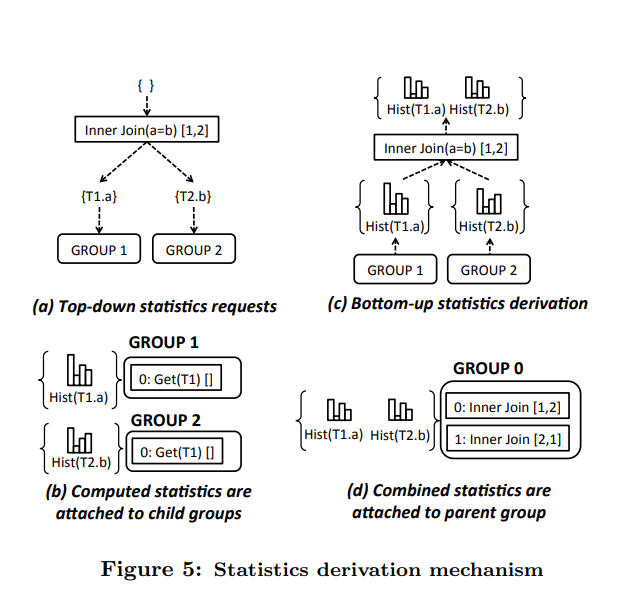 { }
Inner Join(a=b) [1,2]
{T1.a} {T2.b}
GROUP 1 GROUP 2
(a) Top-down statistics requests
Hist(T1.a) Hist(T2.b)
Inner Join(a=b) [1,2]
Hist(T1.a) Hist(T2.b)
GROUP 1 GROUP 2
(c) Bottom-up statistics derivation
GROUP 1
0: Get(T1) []
Hist(T1.a)
GROUP 2
0: Get(T1) []
Hist(T2.b)
(b) Computed statistics are
attached to child groups
GROUP 0
0: Inner Join [1,2]
Hist(T1.a) Hist(T2.b)
1: Inner Join [2,1]
(d) Combined statistics are
attached to parent group
Figure 5: Statistics derivation mechanism